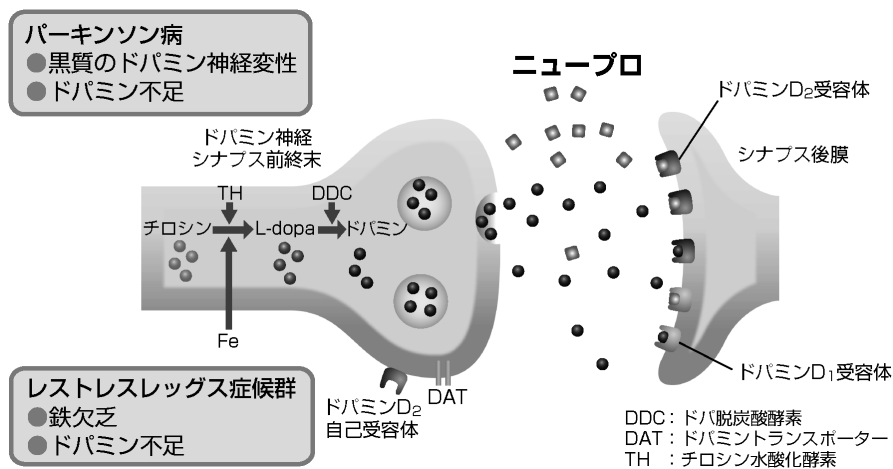 パーキンソン病
●黒質のドパミン神経変性
●ドパミン不足
ニュープロ
ドパミンD₂受容体
シナプス後膜
ドパミン神経
シナプス前終末
TH
DDC
チロシン
L-dopa
ドパミン
Fe
レストレスレッグス症候群
●鉄欠乏
●ドパミン不足
ドパミンD₂
自己受容体
DAT
ドパミンD₁受容体
DDC：ドパ脱炭酸酵素
DAT：ドパミントランスポーター
TH ：チロシン水酸化酵素